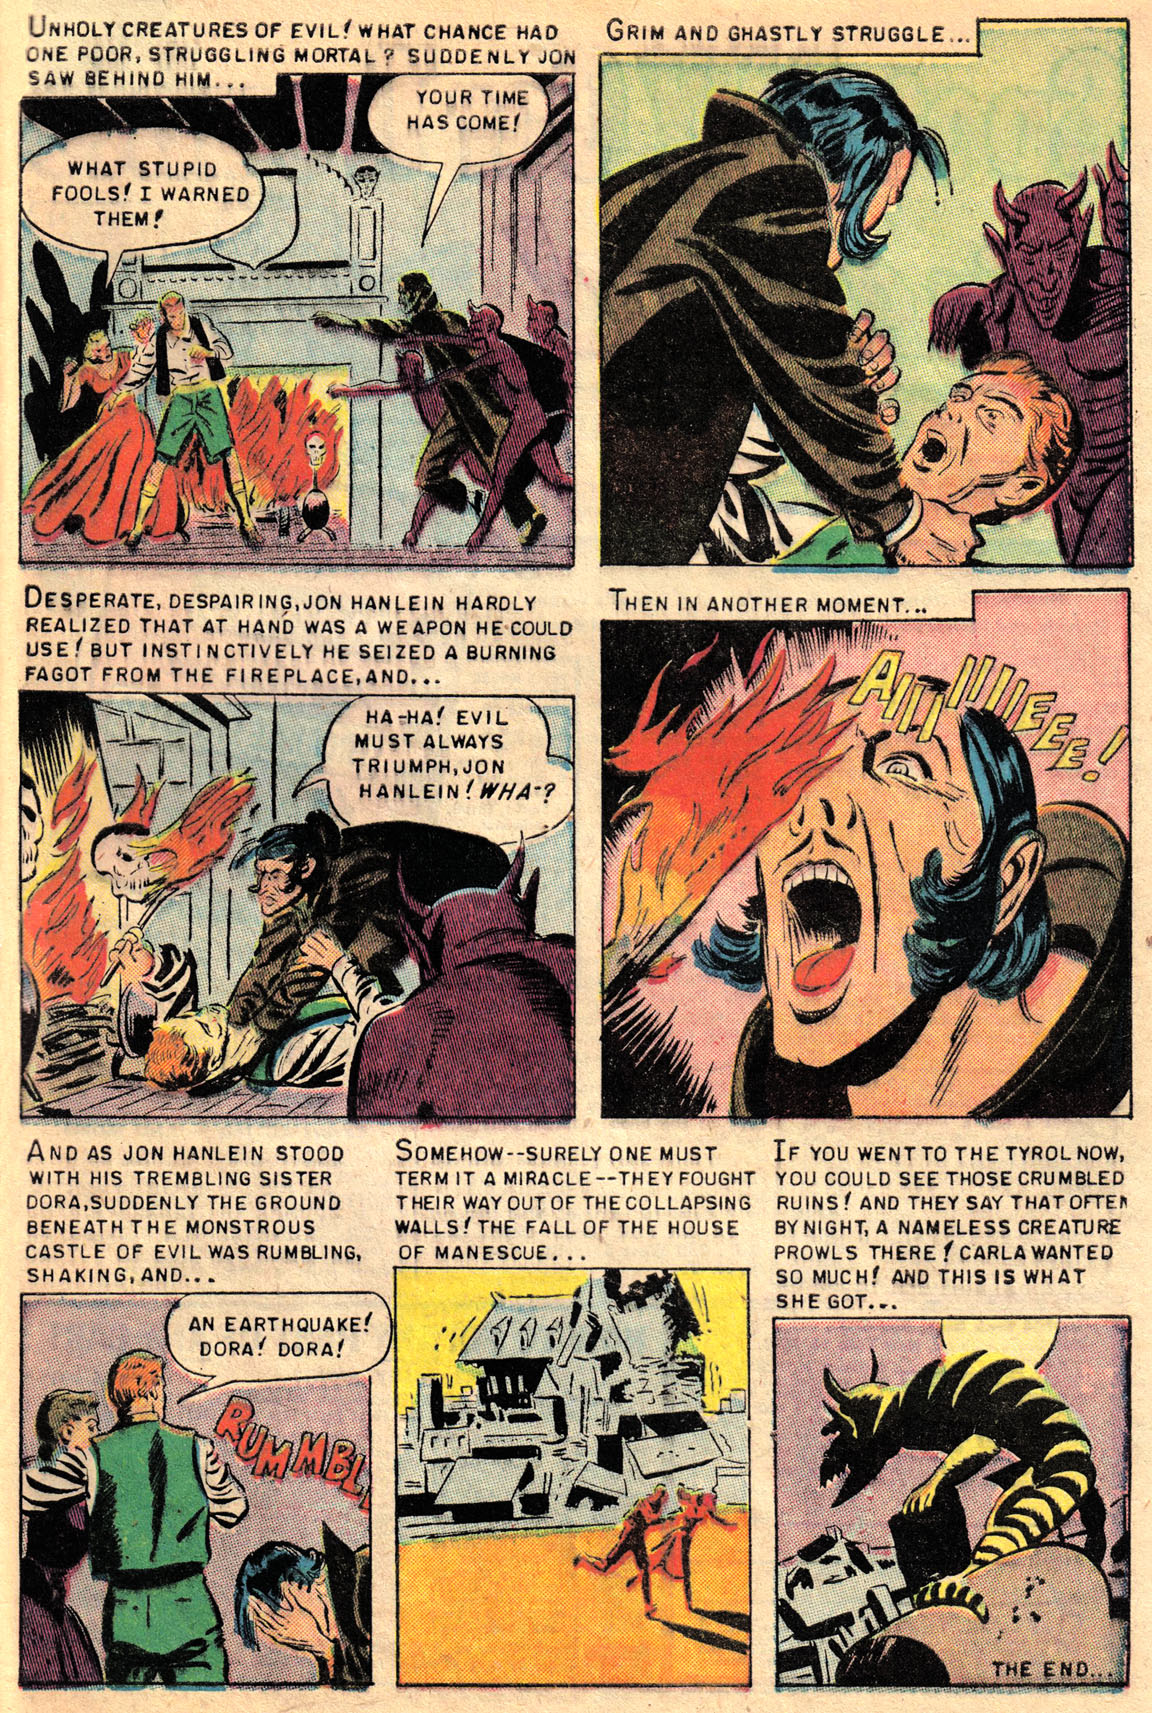 UNHOLY CREATURES OF EVIL! WHAT CHANCE HAD
ONE POOR, STRUGGLING MORTAL? SUDDENLY JON
SAW BEHIND HIM...
YOUR TIME
HAS COME!
WHAT STUPID
FOOLS! I WARNED
THEM!
GRIM AND GHASTLY STRUGGLE...
DESPERATE, DESPAIRING, JON HANLEIN HARDLY
REALIZED THAT AT HAND WAS A WEAPON HE COULD
USE! BUT INSTINCTIVELY HE SEIZED A BURNING
FAGOT FROM THE FIREPLACE, AND...
HA-HA! EVIL
MUST ALWAYS
TRIUMPH, JON
HANLEIN! WHA-?
THEN IN ANOTHER MOMENT...
AIIIIIIIEEE!
AND AS JON HANLEIN STOOD
WITH HIS TREMBLING SISTER
DORA, SUDDENLY THE GROUND
BENEATH THE MONSTROUS
CASTLE OF EVIL WAS RUMBLING,
SHAKING, AND...
AN EARTHQUAKE!
DORA! DORA!
RUMMMBL
SOMEHOW--SURELY ONE MUST
TERM IT A MIRACLE--THEY FOUGHT
THEIR WAY OUT OF THE COLLAPSING
WALLS! THE FALL OF THE HOUSE
OF MANESCUE...
IF YOU WENT TO THE TYROL NOW,
YOU COULD SEE THOSE CRUMBLED
RUINS! AND THEY SAY THAT OFTEN
BY NIGHT, A NAMELESS CREATURE
PROWLS THERE! CARLA WANTED
SO MUCH! AND THIS IS WHAT
SHE GOT...
THE END...